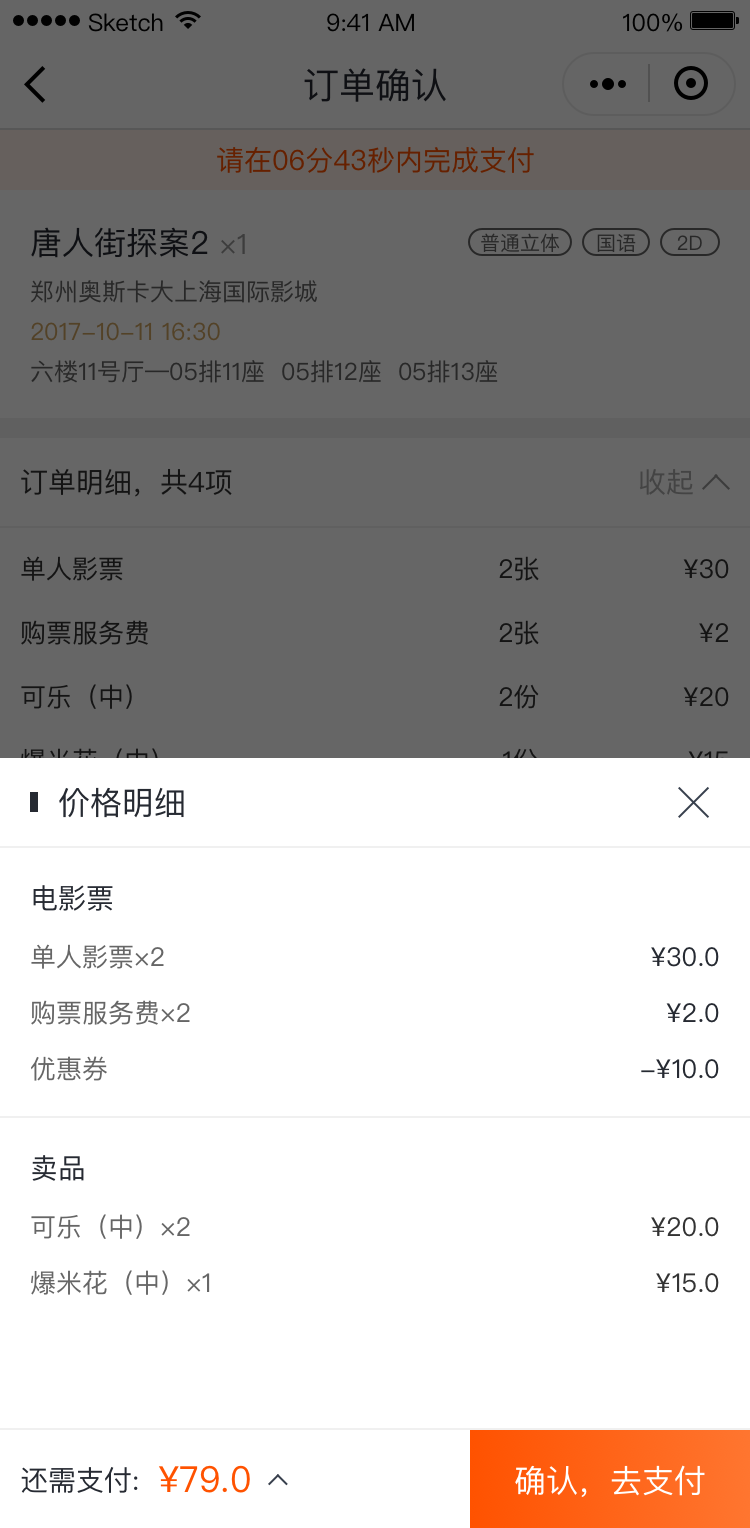 Sketch 9:41 AM 100%
订单确认
请在06分43秒内完成支付
唐人街探案2 ×1 普通立体 国语 2D
郑州奥斯卡大上海国际影城
2017-10-11 16:30
六楼11号厅—05排11座 05排12座 05排13座
订单明细，共4项 收起
单人影票 2张 ¥30
购票服务费 2张 ¥2
可乐（中） 2份 ¥20
爆米花（中） 1份 ¥15
价格明细
电影票
单人影票×2 ¥30.0
购票服务费×2 ¥2.0
优惠券 -¥10.0
卖品
可乐（中）×2 ¥20.0
爆米花（中）×1 ¥15.0
还需支付: ¥79.0 确认，去支付